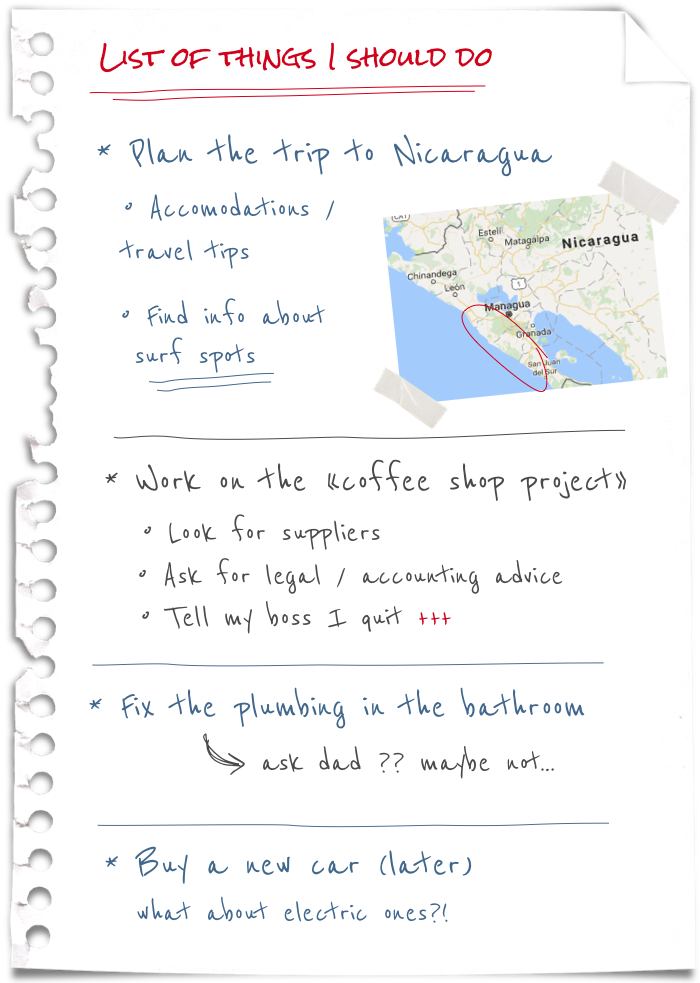 LIST OF THINGS I SHOULD DO
* Plan the trip to Nicaragua
° Accomodations /
travel tips
° Find info about
surf spots
CA1
Estelí
Matagalpa
Nicaragua
Chinandega
León
1
Managua
Granada
San Juan
del Sur
* Work on the «coffee shop project»
° Look for suppliers
° Ask for legal / accounting advice
° Tell my boss I quit +++
* Fix the plumbing in the bathroom
ask dad ?? maybe not...
* Buy a new car (later)
what about electric ones?!